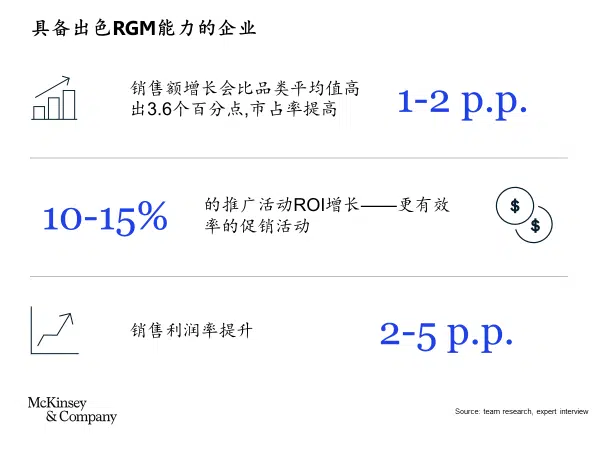 具备出色RGM能力的企业
销售额增长会比品类平均值高
出3.6个百分点,市占率提高
1-2 p.p.
10-15%
的推广活动ROI增长——更有效
率的促销活动
$
$
销售利润率提升
2-5 p.p.
McKinsey
& Company
Source: team research, expert interview